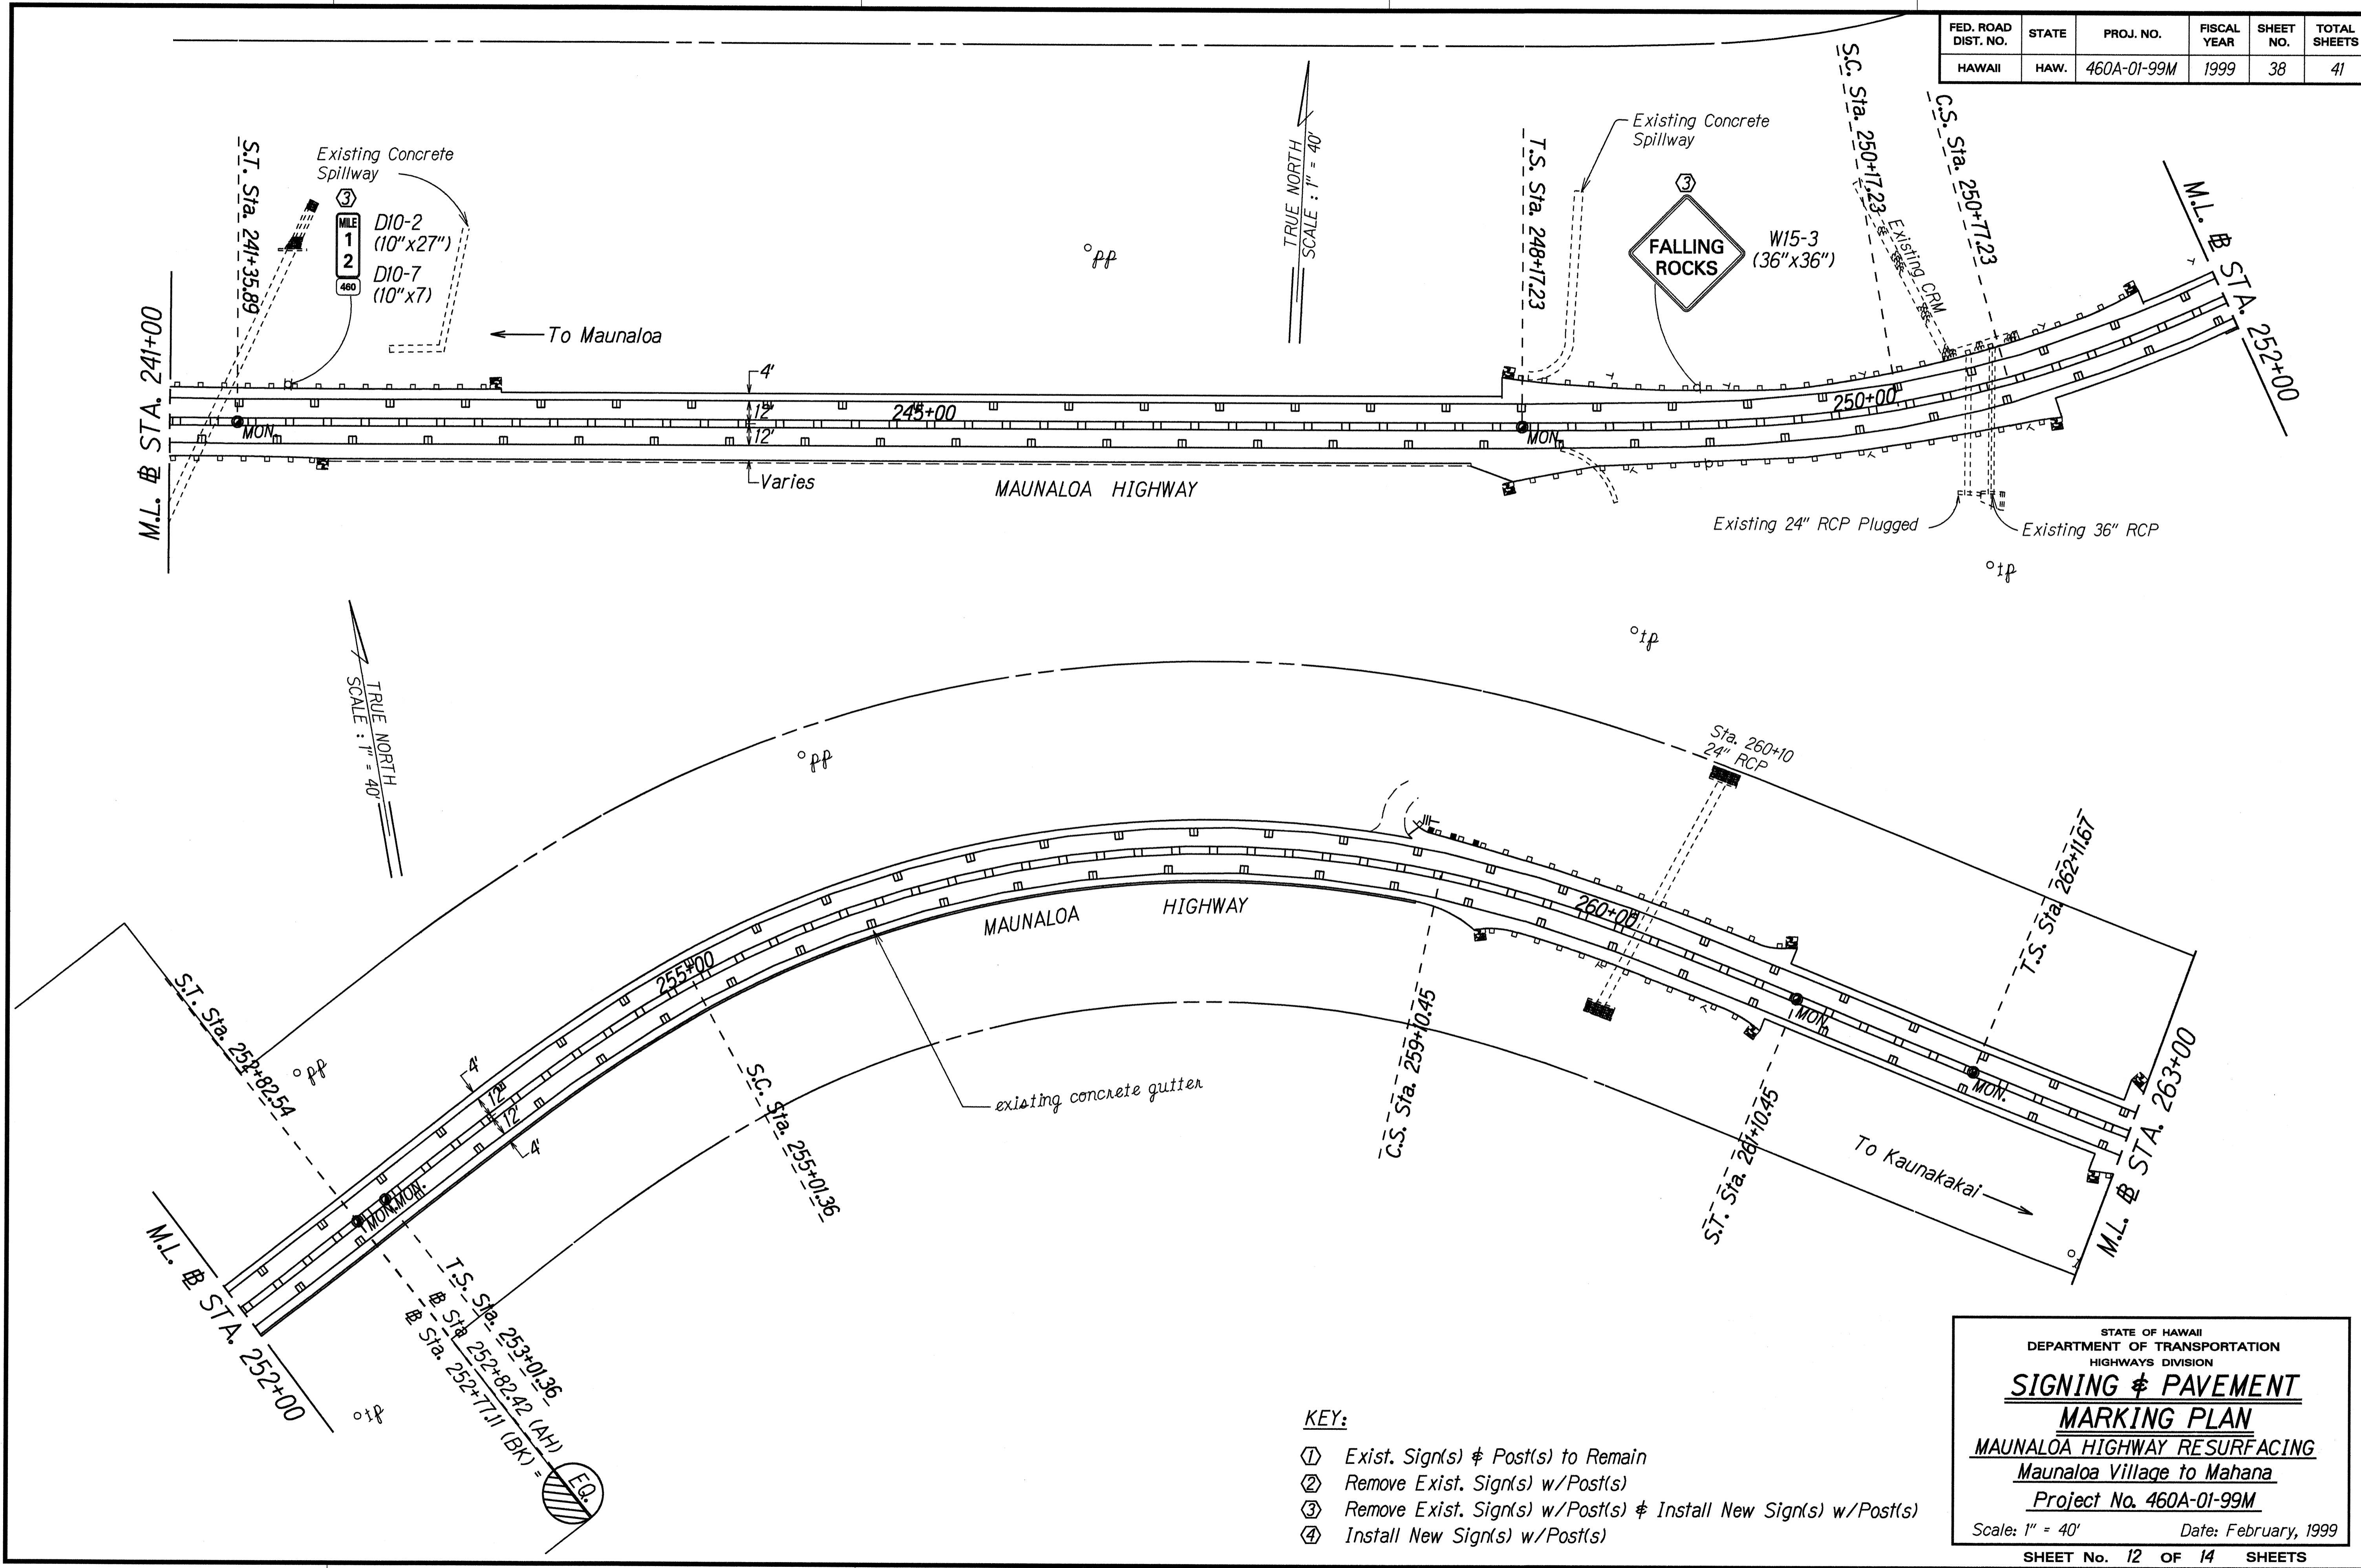 FED. ROAD DIST. NO. STATE PROJ. NO. FISCAL YEAR SHEET NO. TOTAL SHEETS
HAWAII HAW. 460A-01-99M 1999 38 41
M.L. B STA. 241+00
S.T. Sta. 241+35.89
Existing Concrete
Spillway
3
MILE
1
2
460
D10-2
(10"x27")
D10-7
(10"x7)
To Maunaloa
pp
TRUE NORTH
SCALE : 1" = 40'
T.S. Sta. 248+17.23
Existing Concrete
Spillway
3
FALLING
ROCKS
W15-3
(36"x36")
S.C. Sta. 250+17.23
C.S. Sta. 250+77.23
Existing CRM
M.L. B STA. 252+00
4'
12'
12'
Varies
245+00
250+00
MON.
MON.
MAUNALOA HIGHWAY
Existing 24" RCP Plugged
Existing 36" RCP
tp
tp
TRUE NORTH
SCALE : 1" = 40'
pp
Sta. 260+10
24" RCP
T.S. Sta. 262+11.67
MAUNALOA HIGHWAY
255+00
260+00
S.T. Sta. 252+82.54
pp
4'
12'
12'
4'
existing concrete gutter
S.C. Sta. 255+01.36
C.S. Sta. 259+10.45
S.T. Sta. 261+10.45
MON.
MON.
MON.
MON.
To Kaunakakai
M.L. B STA. 263+00
M.L. B STA. 252+00
tp
T.S. Sta. 253+01.36
B Sta 252+82.42 (AH)
B Sta. 252+77.11 (BK) =
EQ.
KEY:
1 Exist. Sign(s) & Post(s) to Remain
2 Remove Exist. Sign(s) w/Post(s)
3 Remove Exist. Sign(s) w/Post(s) & Install New Sign(s) w/Post(s)
4 Install New Sign(s) w/Post(s)
STATE OF HAWAII
DEPARTMENT OF TRANSPORTATION
HIGHWAYS DIVISION
SIGNING & PAVEMENT
MARKING PLAN
MAUNALOA HIGHWAY RESURFACING
Maunaloa Village to Mahana
Project No. 460A-01-99M
Scale: 1" = 40' Date: February, 1999
SHEET No. 12 OF 14 SHEETS